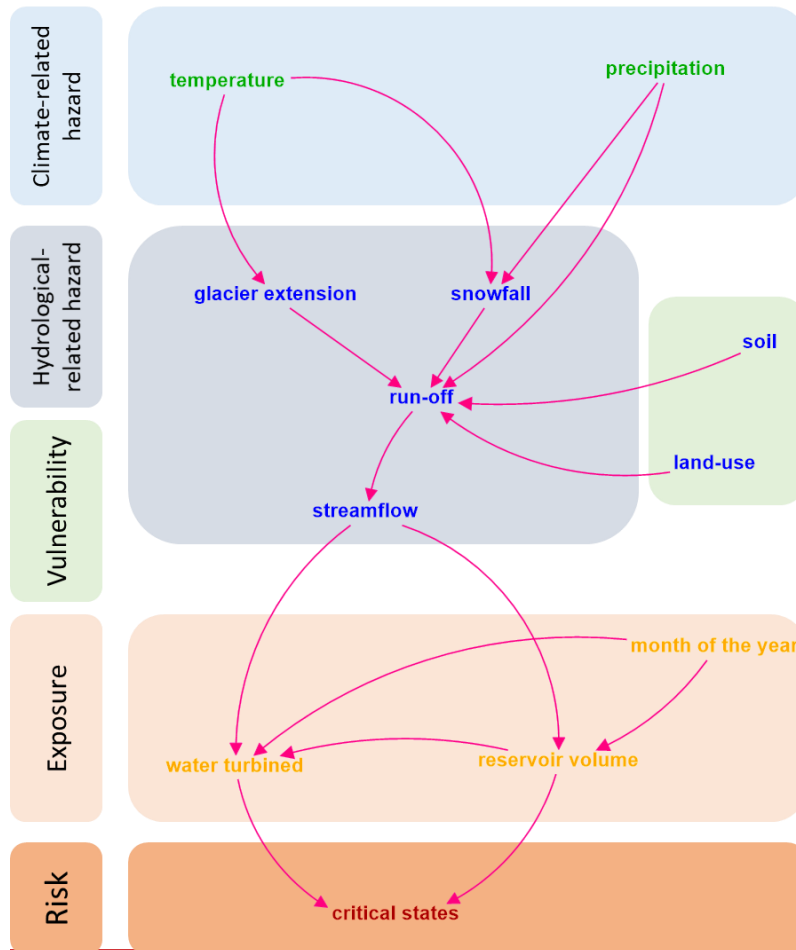 Climate-related
hazard
temperature
precipitation
Hydrological-
related hazard
glacier extension
snowfall
soil
run-off
land-use
streamflow
Vulnerability
Exposure
month of the year
water turbined
reservoir volume
Risk
critical states